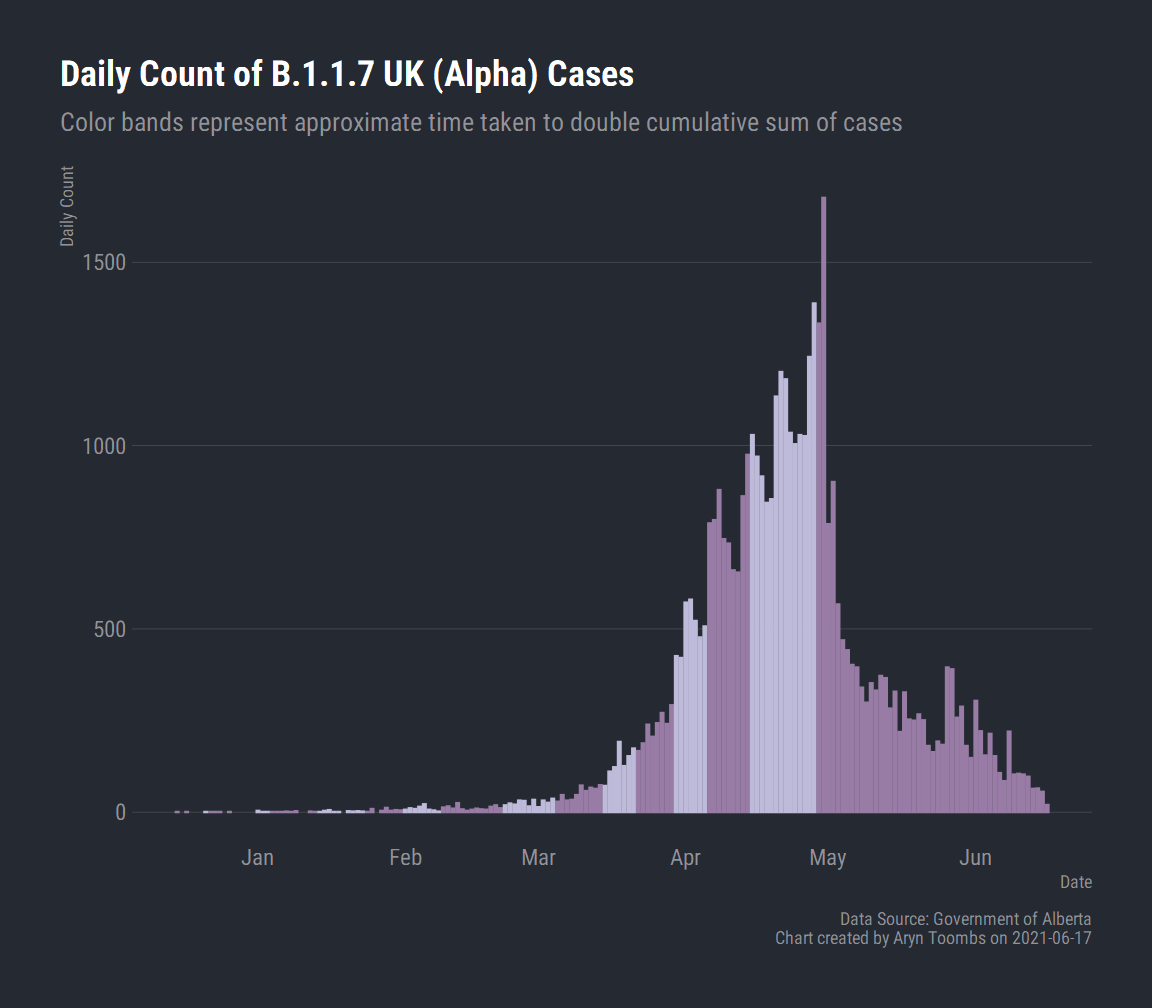 Daily Count of B.1.1.7 UK (Alpha) Cases
Color bands represent approximate time taken to double cumulative sum of cases
Daily Count
1500
1000
500
0
Jan Feb Mar Apr May Jun
Date
Data Source: Government of Alberta
Chart created by Aryn Toombs on 2021-06-17